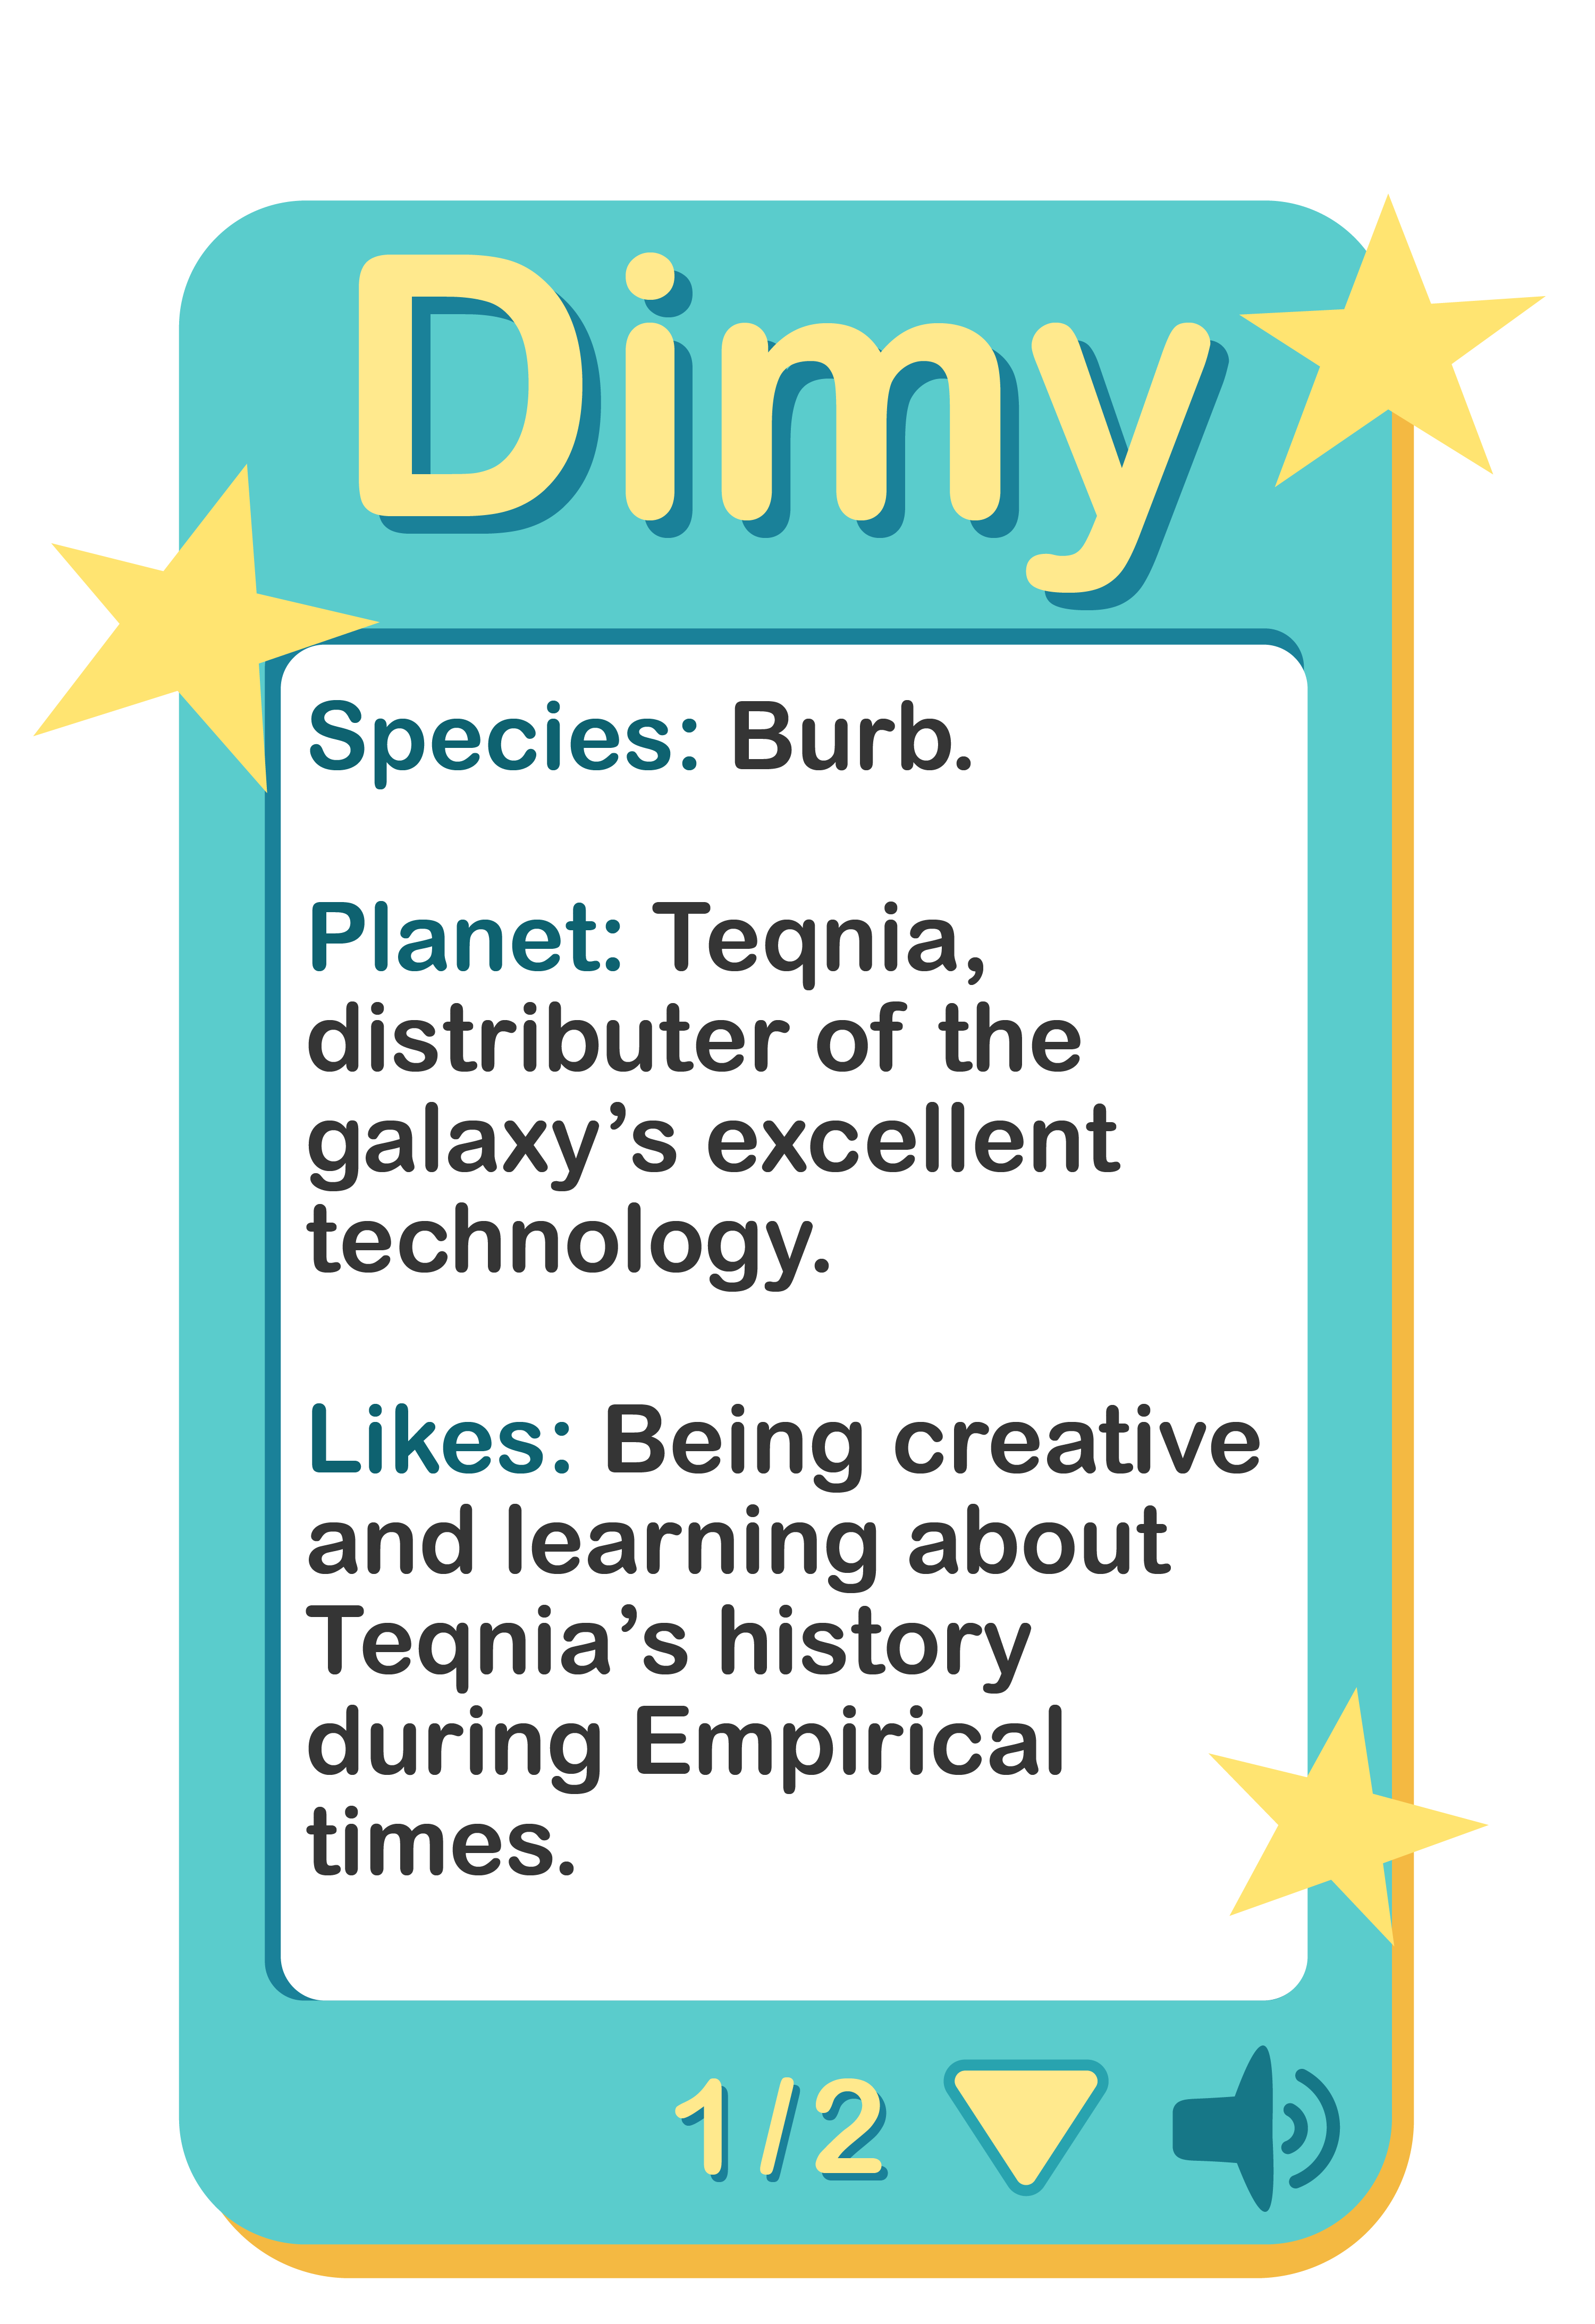 Dimy
Species: Burb.
Planet: Teqnia,
distributer of the
galaxy’s excellent
technology.
Likes: Being creative
and learning about
Teqnia’s history
during Empirical
times.
1/2